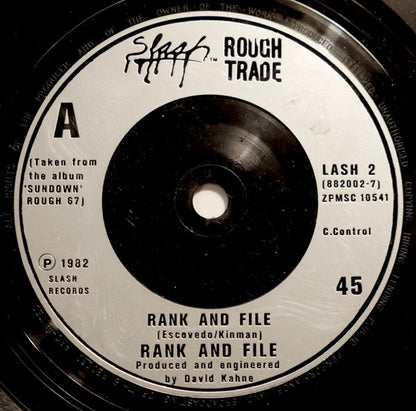 Slash™ ROUGH
TRADE
A
(Taken from
the album
'SUNDOWN'
ROUGH 67)
LASH 2
(882002-7)
ZPMSC 10541
C.Control
Ⓟ 1982
SLASH
RECORDS
45
RANK AND FILE
(Escovedo/Kinman)
RANK AND FILE
Produced and engineered
by David Kahne